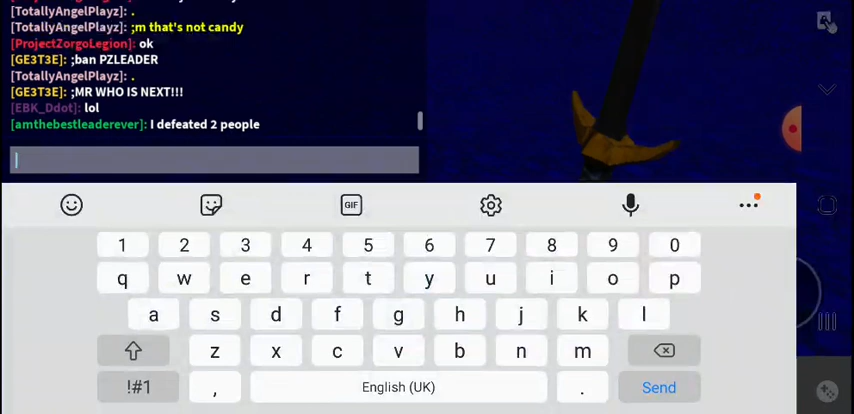 [TotallyAngelPlayz]: .
[TotallyAngelPlayz]: ;m that's not candy
[ProjectZorgoLegion]: ok
[GE3T3E]: ;ban PZLEADER
[TotallyAngelPlayz]: .
[GE3T3E]: ;MR WHO IS NEXT!!!
[EBK_Ddot]: lol
[amthebestleaderever]: I defeated 2 people
GIF
1 2 3 4 5 6 7 8 9 0
q w e r t y u i o p
a s d f g h j k l
z x c v b n m
!#1 , English (UK) . Send